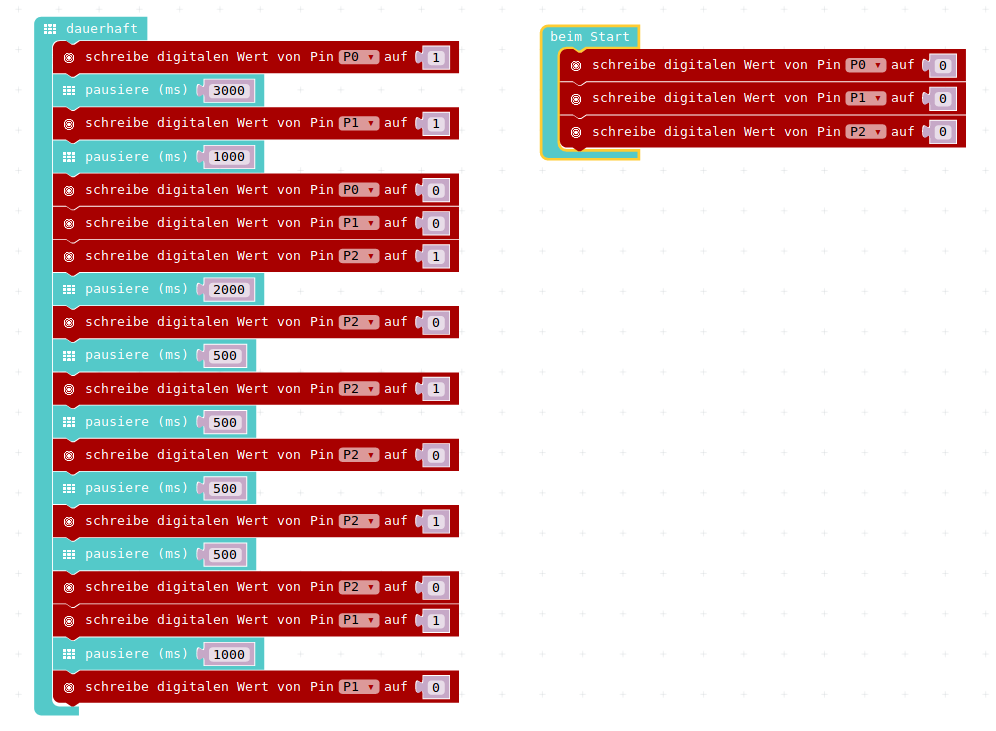 dauerhaft
schreibe digitalen Wert von Pin P0 auf 1
pausiere (ms) 3000
schreibe digitalen Wert von Pin P1 auf 1
pausiere (ms) 1000
schreibe digitalen Wert von Pin P0 auf 0
schreibe digitalen Wert von Pin P1 auf 0
schreibe digitalen Wert von Pin P2 auf 1
pausiere (ms) 2000
schreibe digitalen Wert von Pin P2 auf 0
pausiere (ms) 500
schreibe digitalen Wert von Pin P2 auf 1
pausiere (ms) 500
schreibe digitalen Wert von Pin P2 auf 0
pausiere (ms) 500
schreibe digitalen Wert von Pin P2 auf 1
pausiere (ms) 500
schreibe digitalen Wert von Pin P2 auf 0
schreibe digitalen Wert von Pin P1 auf 1
pausiere (ms) 1000
schreibe digitalen Wert von Pin P1 auf 0
beim Start
schreibe digitalen Wert von Pin P0 auf 0
schreibe digitalen Wert von Pin P1 auf 0
schreibe digitalen Wert von Pin P2 auf 0